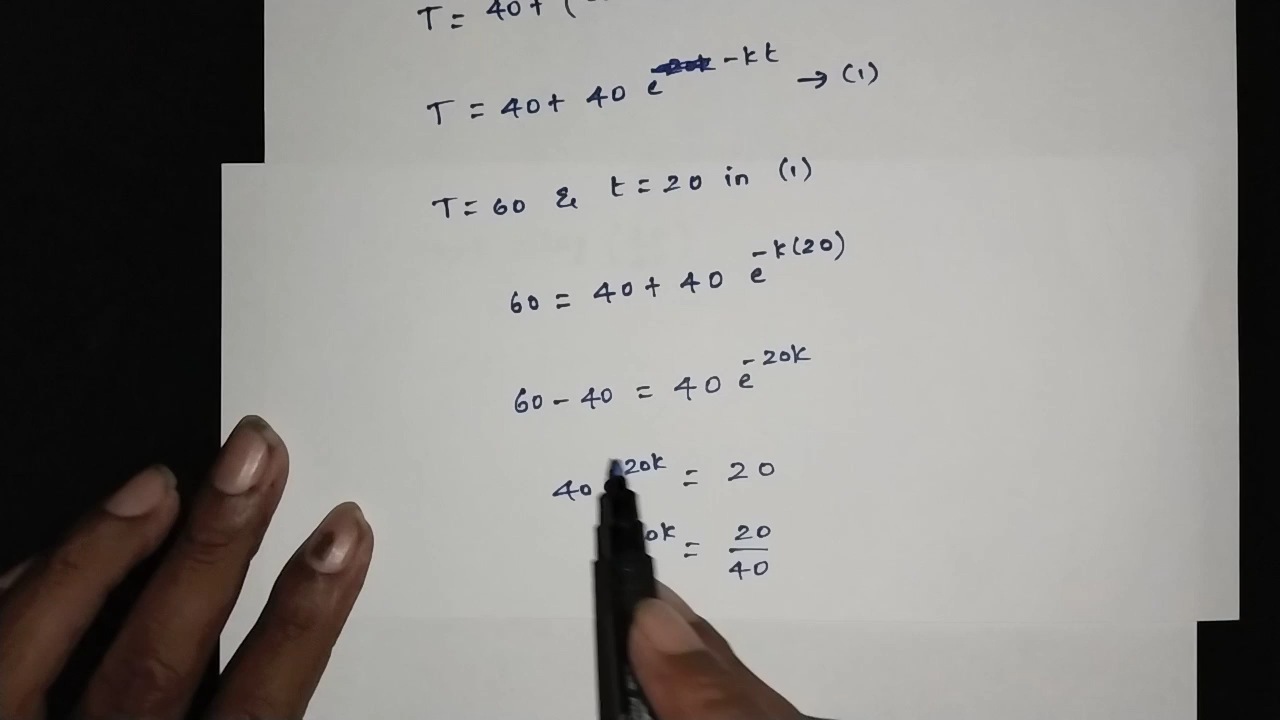 T = 40 + (
T = 40 + 40 e^-kt → (1)
T = 60 & t = 20 in (1)
60 = 40 + 40 e^-k(20)
60 - 40 = 40 e^-20k
40 20k = 20
0k = 20/40